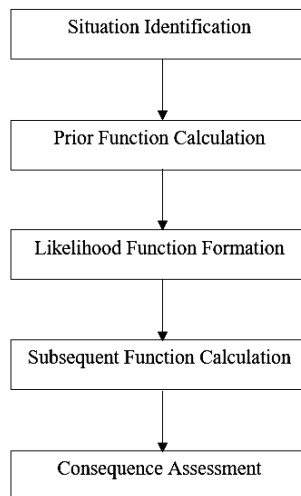 Situation Identification
Prior Function Calculation
Likelihood Function Formation
Subsequent Function Calculation
Consequence Assessment